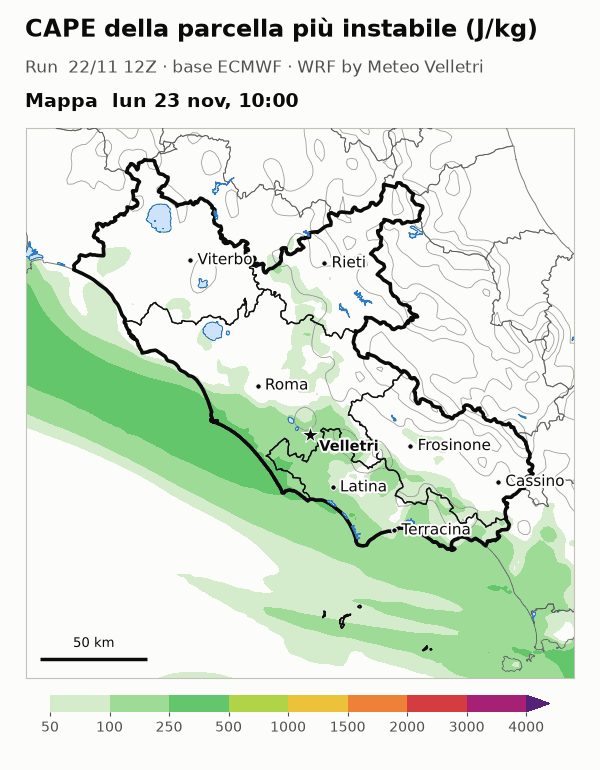 CAPE della parcella più instabile (J/kg)
Run 22/11 12Z · base ECMWF · WRF by Meteo Velletri
Mappa lun 23 nov, 10:00
Viterbo
Rieti
Roma
Velletri
Frosinone
Latina
Cassino
Terracina
50 km
50 100 250 500 1000 1500 2000 3000 4000